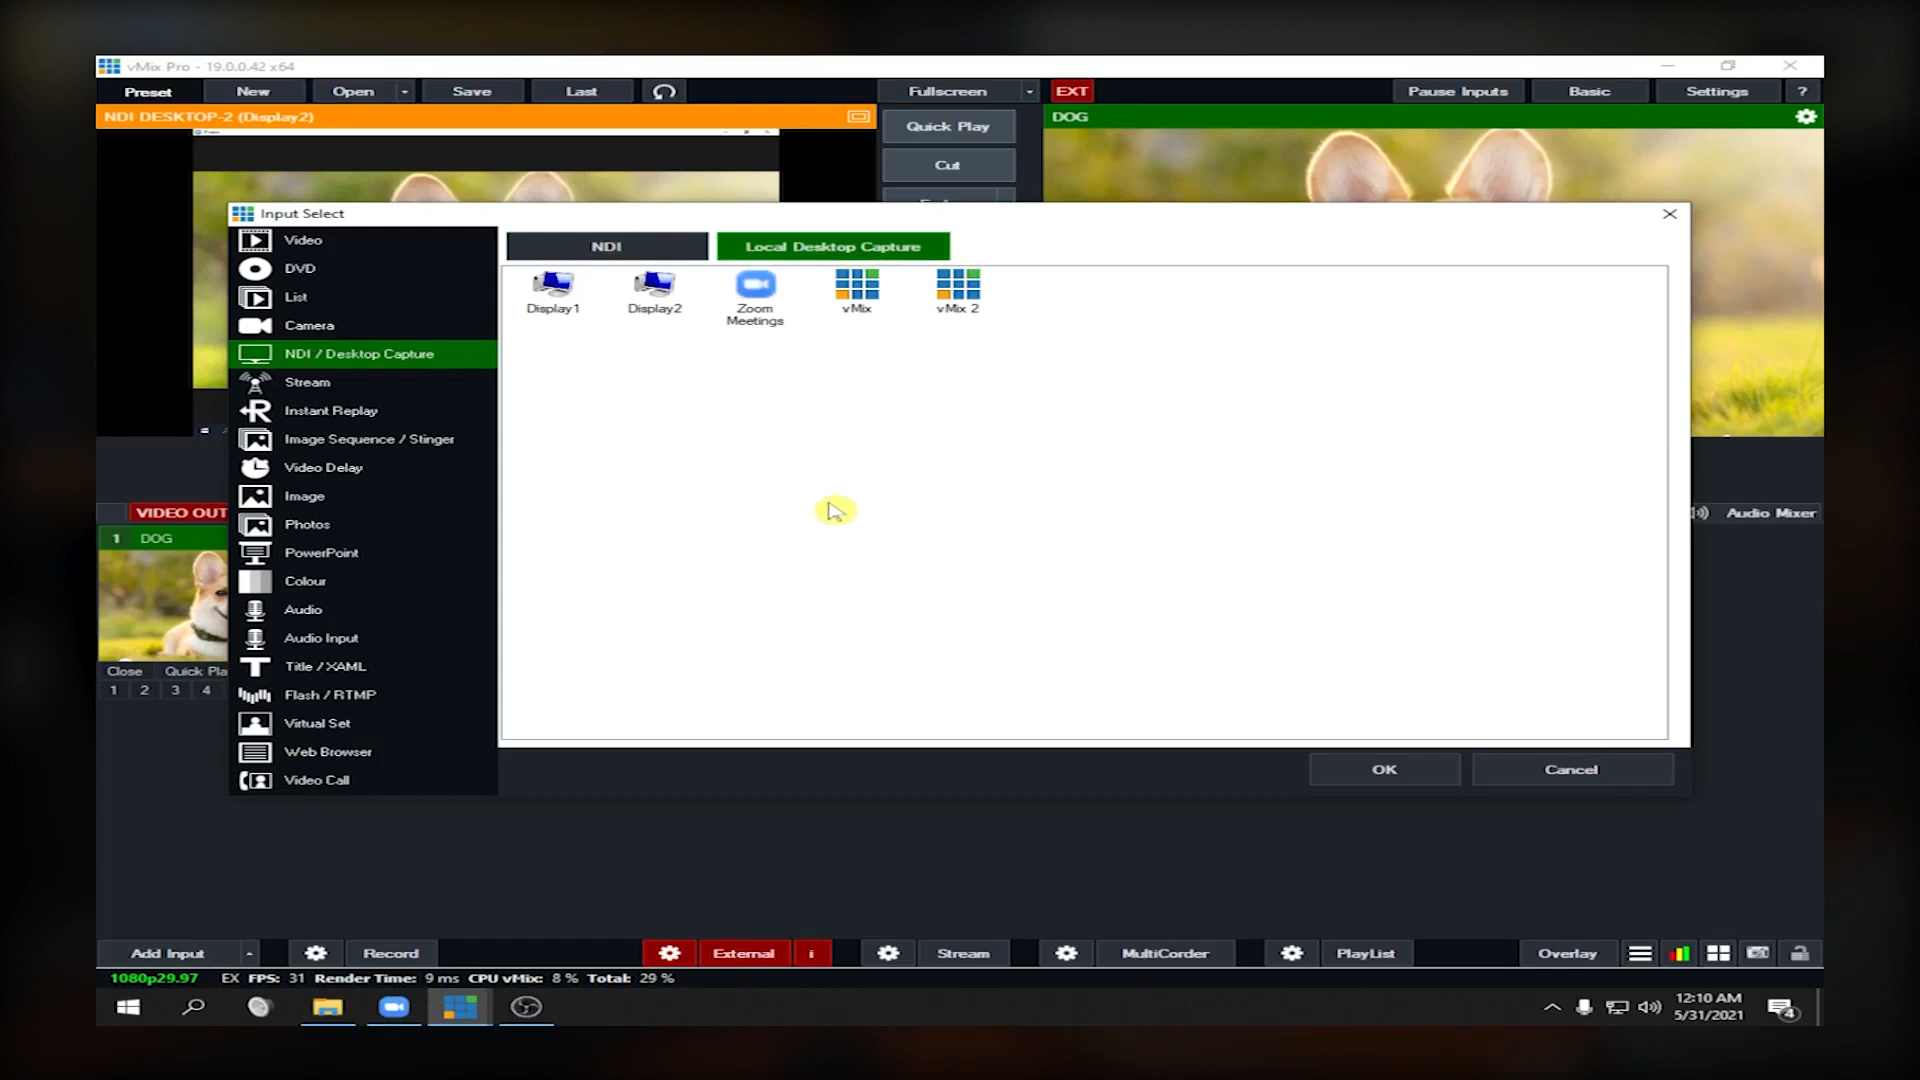 vMix Pro - 19.0.0.42 x64
Preset New Open Save Last Fullscreen EXT Pause Inputs Basic Settings ?
NDI DESKTOP-2 (Display2)
DOG
Quick Play
Cut
Input Select
Video
DVD
List
Camera
NDI / Desktop Capture
Stream
Instant Replay
Image Sequence / Stinger
Video Delay
Image
Photos
PowerPoint
Colour
Audio
Audio Input
Title / XAML
Flash / RTMP
Virtual Set
Web Browser
Video Call
NDI Local Desktop Capture
Display1 Display2 Zoom Meetings vMix vMix 2
OK Cancel
VIDEO OUT
Audio Mixer
1 DOG
Close Quick Pla
1 2 3 4
Add Input Record External i Stream MultiCorder PlayList Overlay
1080p29.97 EX FPS: 31 Render Time: 9 ms CPU vMix: 8 % Total: 29 %
12:10 AM
5/31/2021
4